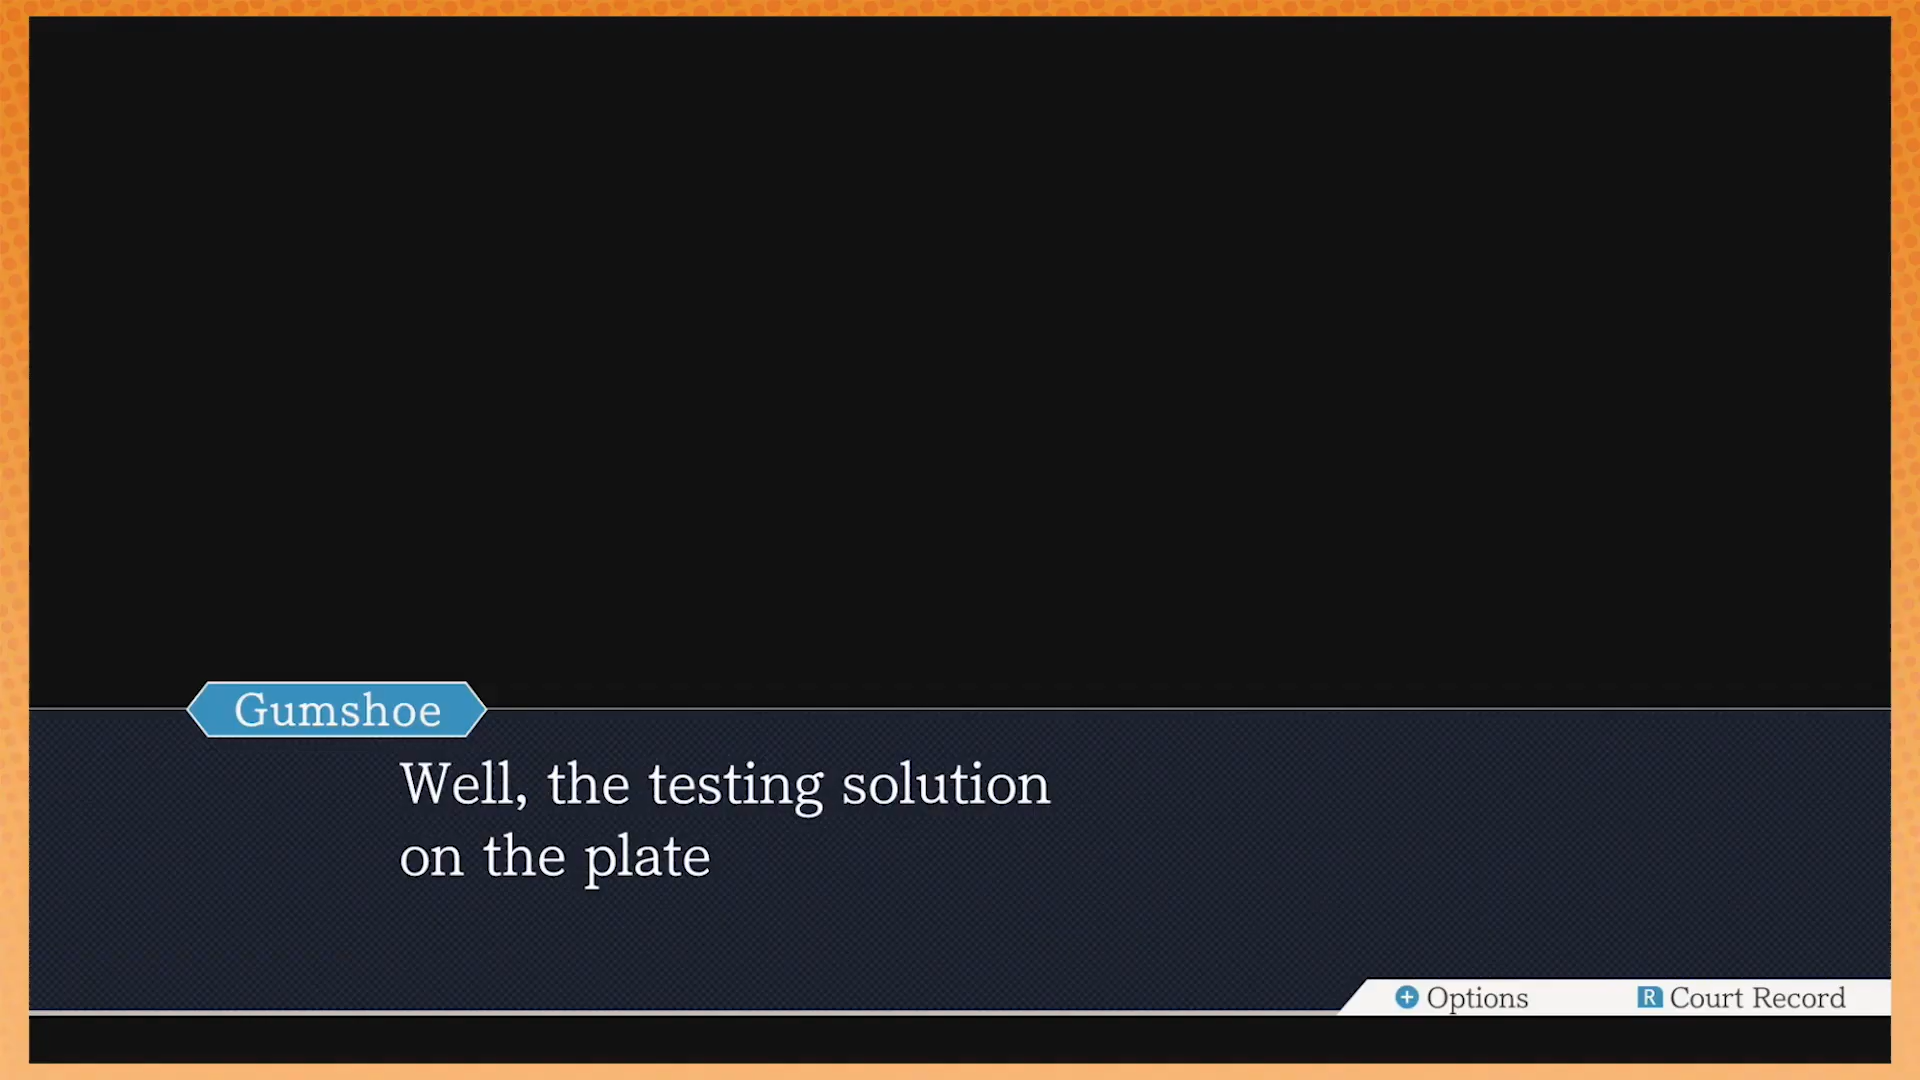 Gumshoe
Well, the testing solution
on the plate
+ Options
R Court Record